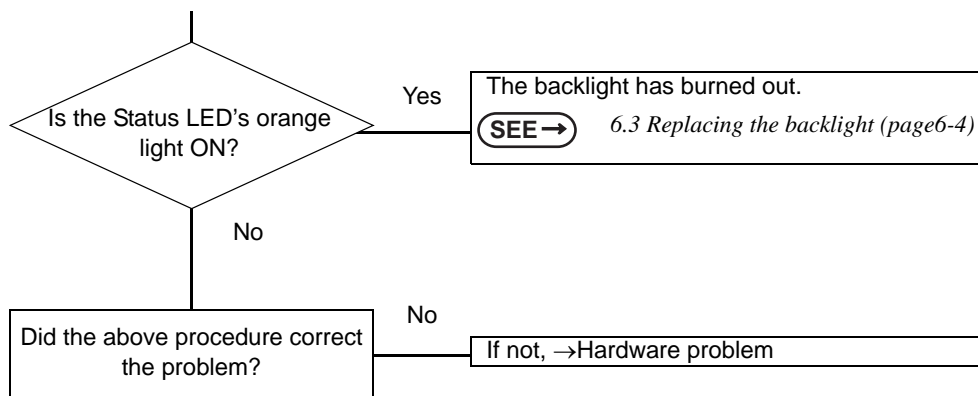 Is the Status LED's orange
light ON?
Yes
The backlight has burned out.
SEE→ 6.3 Replacing the backlight (page6-4)
No
Did the above procedure correct
the problem?
No
If not, →Hardware problem